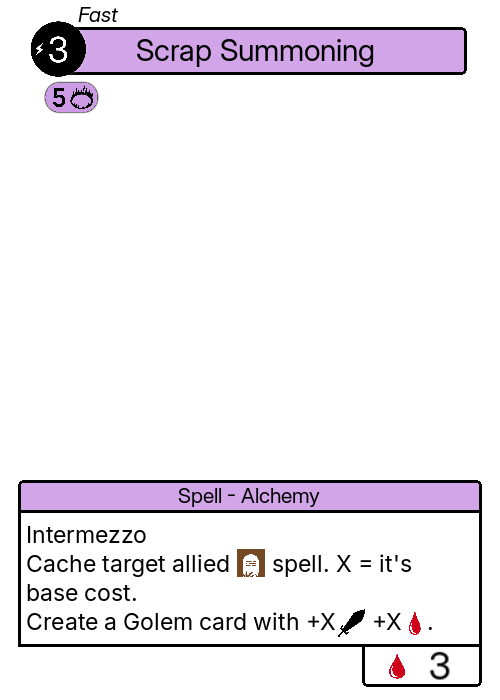 Fast
3 Scrap Summoning
5
Spell - Alchemy
Intermezzo
Cache target allied spell. X = it's
base cost.
Create a Golem card with +X +X .
3